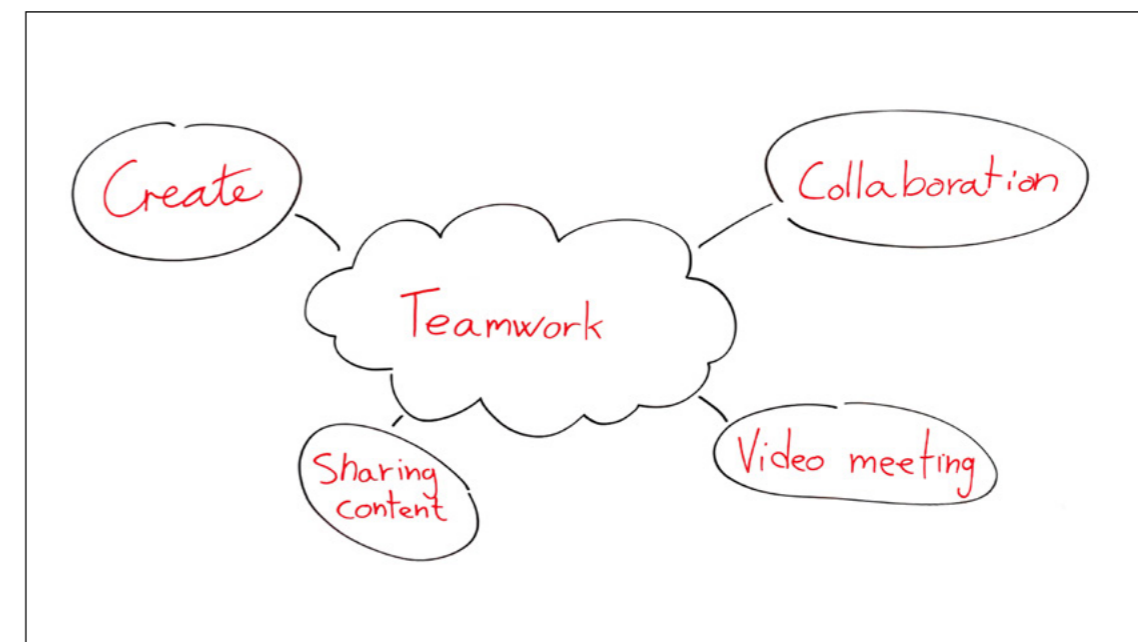 Create
Collaboration
Teamwork
Sharing
content
Video meeting